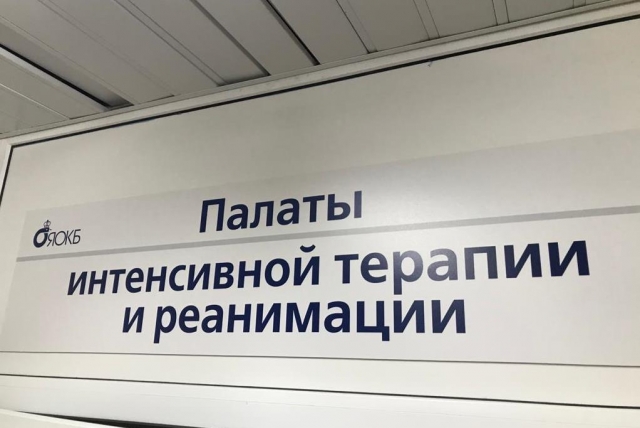 Палаты
ЯОКБ
интенсивной терапии
и реанимации